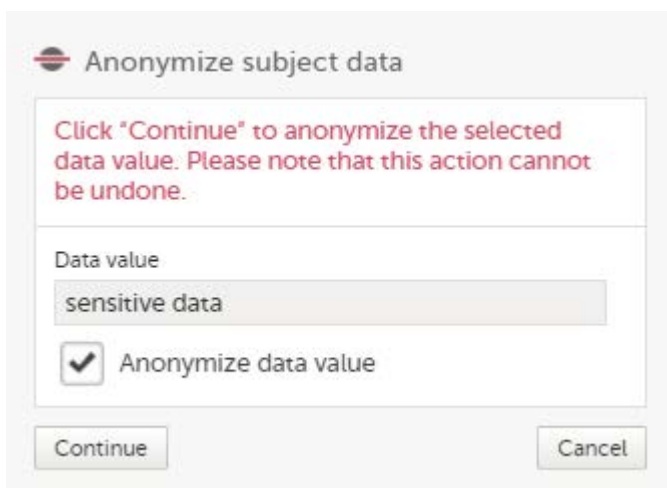 Anonymize subject data
Click "Continue" to anonymize the selected
data value. Please note that this action cannot
be undone.
Data value
sensitive data
Anonymize data value
Continue
Cancel